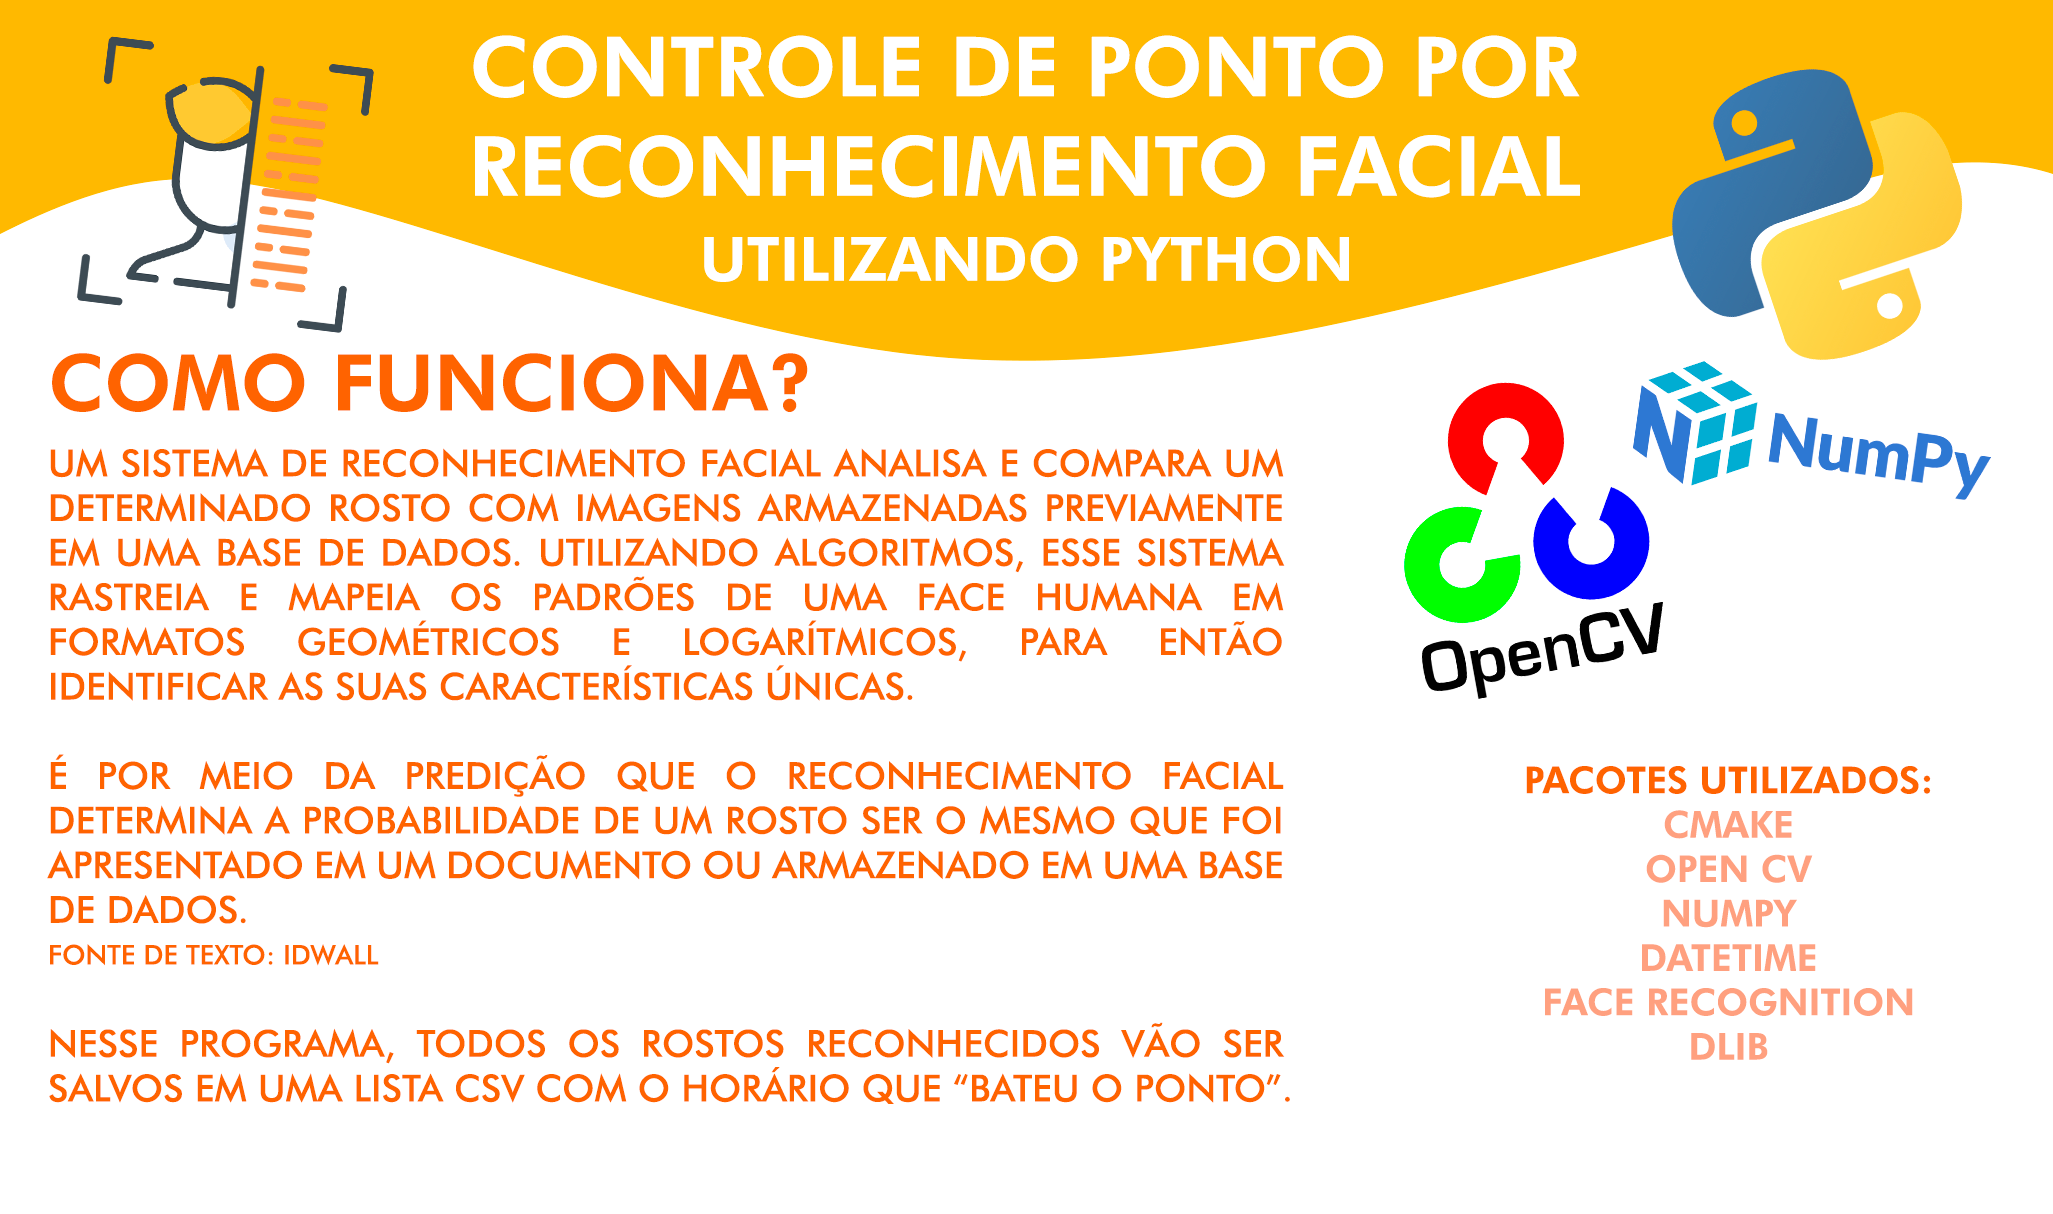 CONTROLE DE PONTO POR
RECONHECIMENTO FACIAL
UTILIZANDO PYTHON
COMO FUNCIONA?
UM SISTEMA DE RECONHECIMENTO FACIAL ANALISA E COMPARA UM
DETERMINADO ROSTO COM IMAGENS ARMAZENADAS PREVIAMENTE
EM UMA BASE DE DADOS. UTILIZANDO ALGORITMOS, ESSE SISTEMA
RASTREIA E MAPEIA OS PADRÕES DE UMA FACE HUMANA EM
FORMATOS GEOMÉTRICOS E LOGARÍTMICOS, PARA ENTÃO
IDENTIFICAR AS SUAS CARACTERÍSTICAS ÚNICAS.
É POR MEIO DA PREDIÇÃO QUE O RECONHECIMENTO FACIAL
DETERMINA A PROBABILIDADE DE UM ROSTO SER O MESMO QUE FOI
APRESENTADO EM UM DOCUMENTO OU ARMAZENADO EM UMA BASE
DE DADOS.
FONTE DE TEXTO: IDWALL
NESSE PROGRAMA, TODOS OS ROSTOS RECONHECIDOS VÃO SER
SALVOS EM UMA LISTA CSV COM O HORÁRIO QUE “BATEU O PONTO”.
NumPy
OpenCV
PACOTES UTILIZADOS:
CMAKE
OPEN CV
NUMPY
DATETIME
FACE RECOGNITION
DLIB